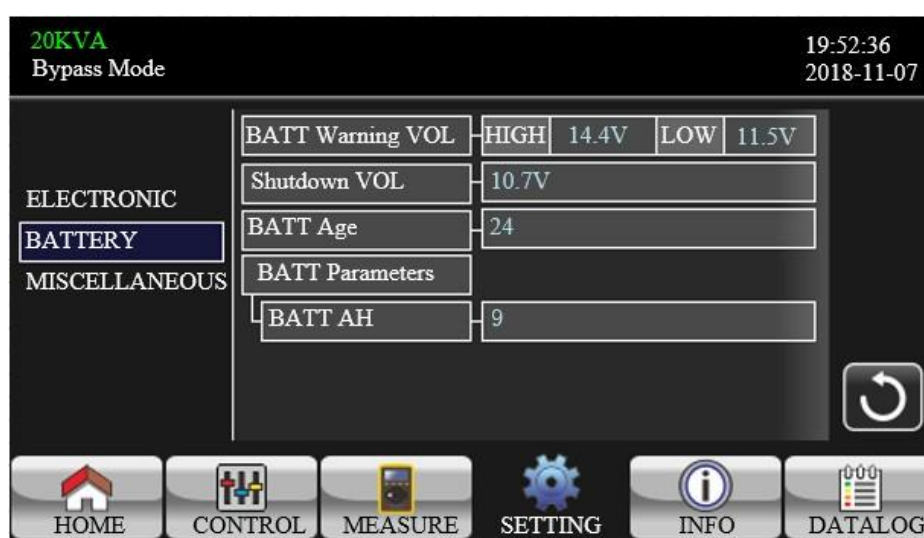 20KVA
Bypass Mode
19:52:36
2018-11-07
ELECTRONIC
BATTERY
MISCELLANEOUS
BATT Warning VOL HIGH 14.4V LOW 11.5V
Shutdown VOL 10.7V
BATT Age 24
BATT Parameters
BATT AH 9
HOME CONTROL MEASURE SETTING INFO DATALOG